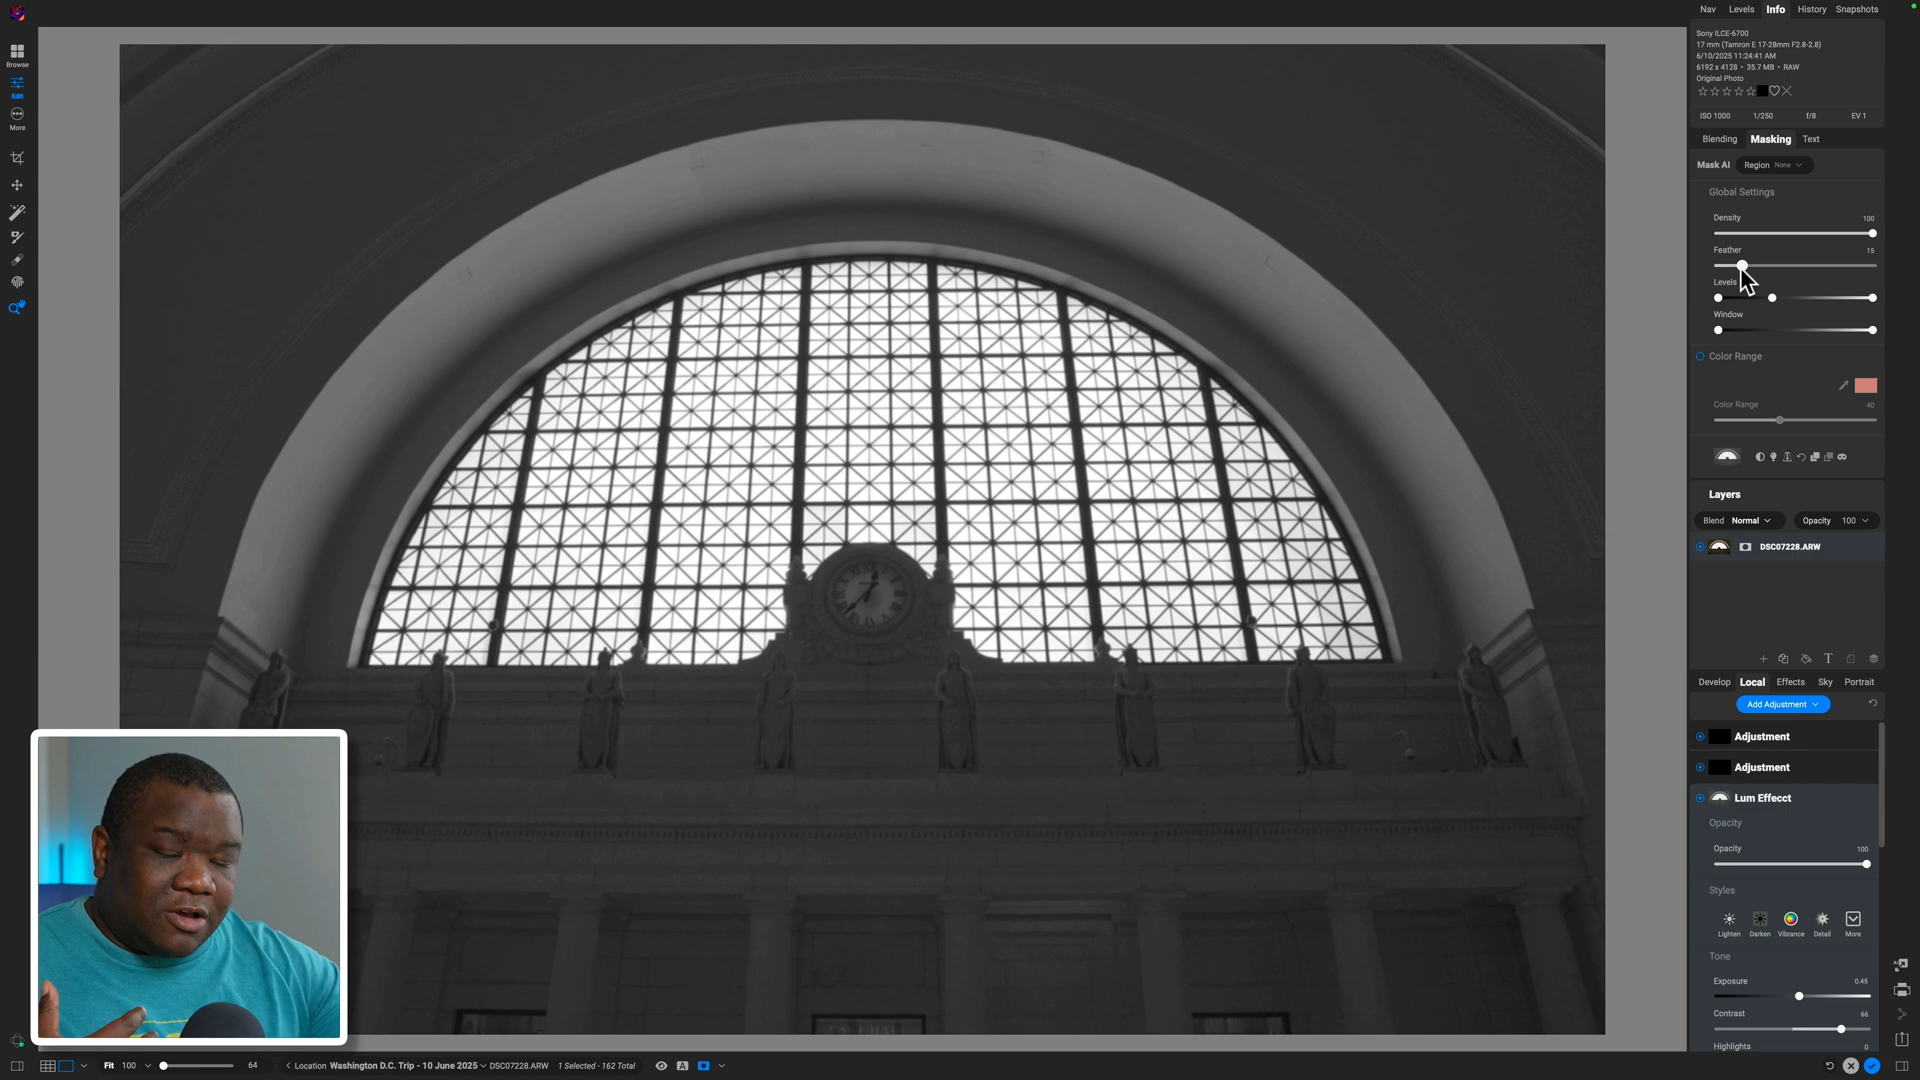 Nav Levels Info History Snapshots
Browse
Edit
More
Sony ILCE-6700
17 mm (Tamron E 17-28mm F2.8-2.8)
6/10/2025 11:24:41 AM
6192 x 4128 • 35.7 MB • RAW
Original Photo
ISO 1000 1/250 f/8 EV 1
Blending Masking Text
Mask AI Region None
Global Settings
Density 100
Feather 15
Levels
Window
Color Range
Color Range 40
Layers
Blend Normal Opacity 100
DSC07228.ARW
T
Develop Local Effects Sky Portrait
Add Adjustment
Adjustment
Adjustment
Lum Effecct
Opacity
Opacity 100
Styles
Lighten Darken Vibrance Detail More
Tone
Exposure 0.45
Contrast 66
Highlights 0
Fit 100 64 Location Washington D.C. Trip - 10 June 2025 DSC07228.ARW 1 Selected - 162 Total A